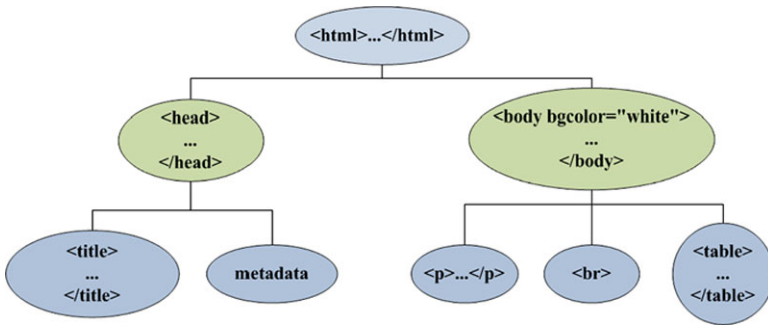 <html>...</html>
<head>
...
</head>
<body bgcolor="white">
...
</body>
<title>
...
</title>
metadata
<p>...</p>
<br>
<table>
...
</table>